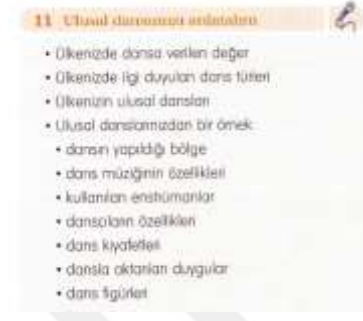 11 Ulusal dansınızı anlatalım
• Ülkenizde dansa verilen değer
• Ülkenizde ilgi duyulan dans türleri
• Ülkenizin ulusal dansları
• Ulusal danslarınızdan bir örnek
• dansın yapıldığı bölge
• dans müziğinin özellikleri
• kullanılan enstrümanlar
• dansçıların özellikleri
• dans kıyafetleri
• dansla aktarılan duygular
• dans figürleri